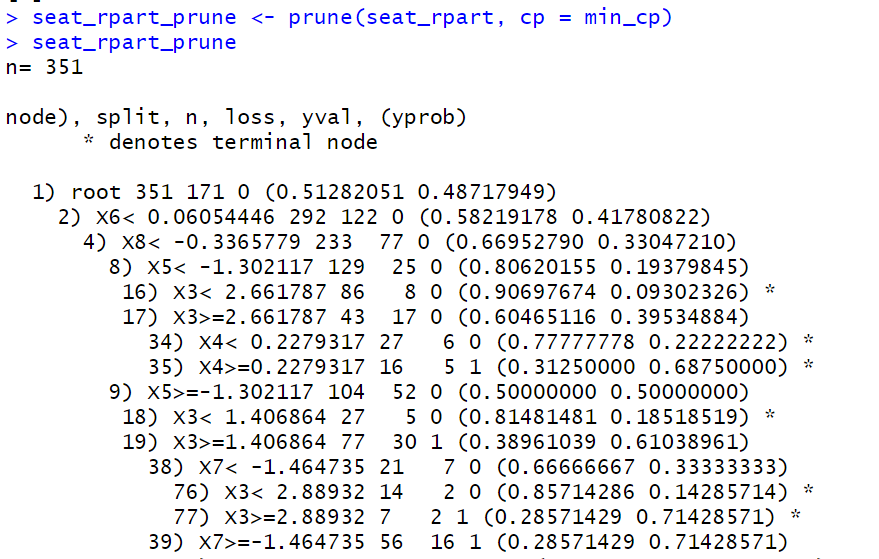 > seat_rpart_prune <- prune(seat_rpart, cp = min_cp)
> seat_rpart_prune
n= 351

node), split, n, loss, yval, (yprob)
      * denotes terminal node

  1) root 351 171 0 (0.51282051 0.48717949)
    2) X6< 0.06054446 292 122 0 (0.58219178 0.41780822)
      4) X8< -0.3365779 233  77 0 (0.66952790 0.33047210)
        8) X5< -1.302117 129  25 0 (0.80620155 0.19379845)
         16) X3< 2.661787 86   8 0 (0.90697674 0.09302326) *
         17) X3>=2.661787 43  17 0 (0.60465116 0.39534884)
           34) X4< 0.2279317 27   6 0 (0.77777778 0.22222222) *
           35) X4>=0.2279317 16   5 1 (0.31250000 0.68750000) *
        9) X5>=-1.302117 104  52 0 (0.50000000 0.50000000)
         18) X3< 1.406864 27   5 0 (0.81481481 0.18518519) *
         19) X3>=1.406864 77  30 1 (0.38961039 0.61038961)
           38) X7< -1.464735 21   7 0 (0.66666667 0.33333333)
             76) X3< 2.88932 14   2 0 (0.85714286 0.14285714) *
             77) X3>=2.88932 7   2 1 (0.28571429 0.71428571) *
           39) X7>=-1.464735 56  16 1 (0.28571429 0.71428571)